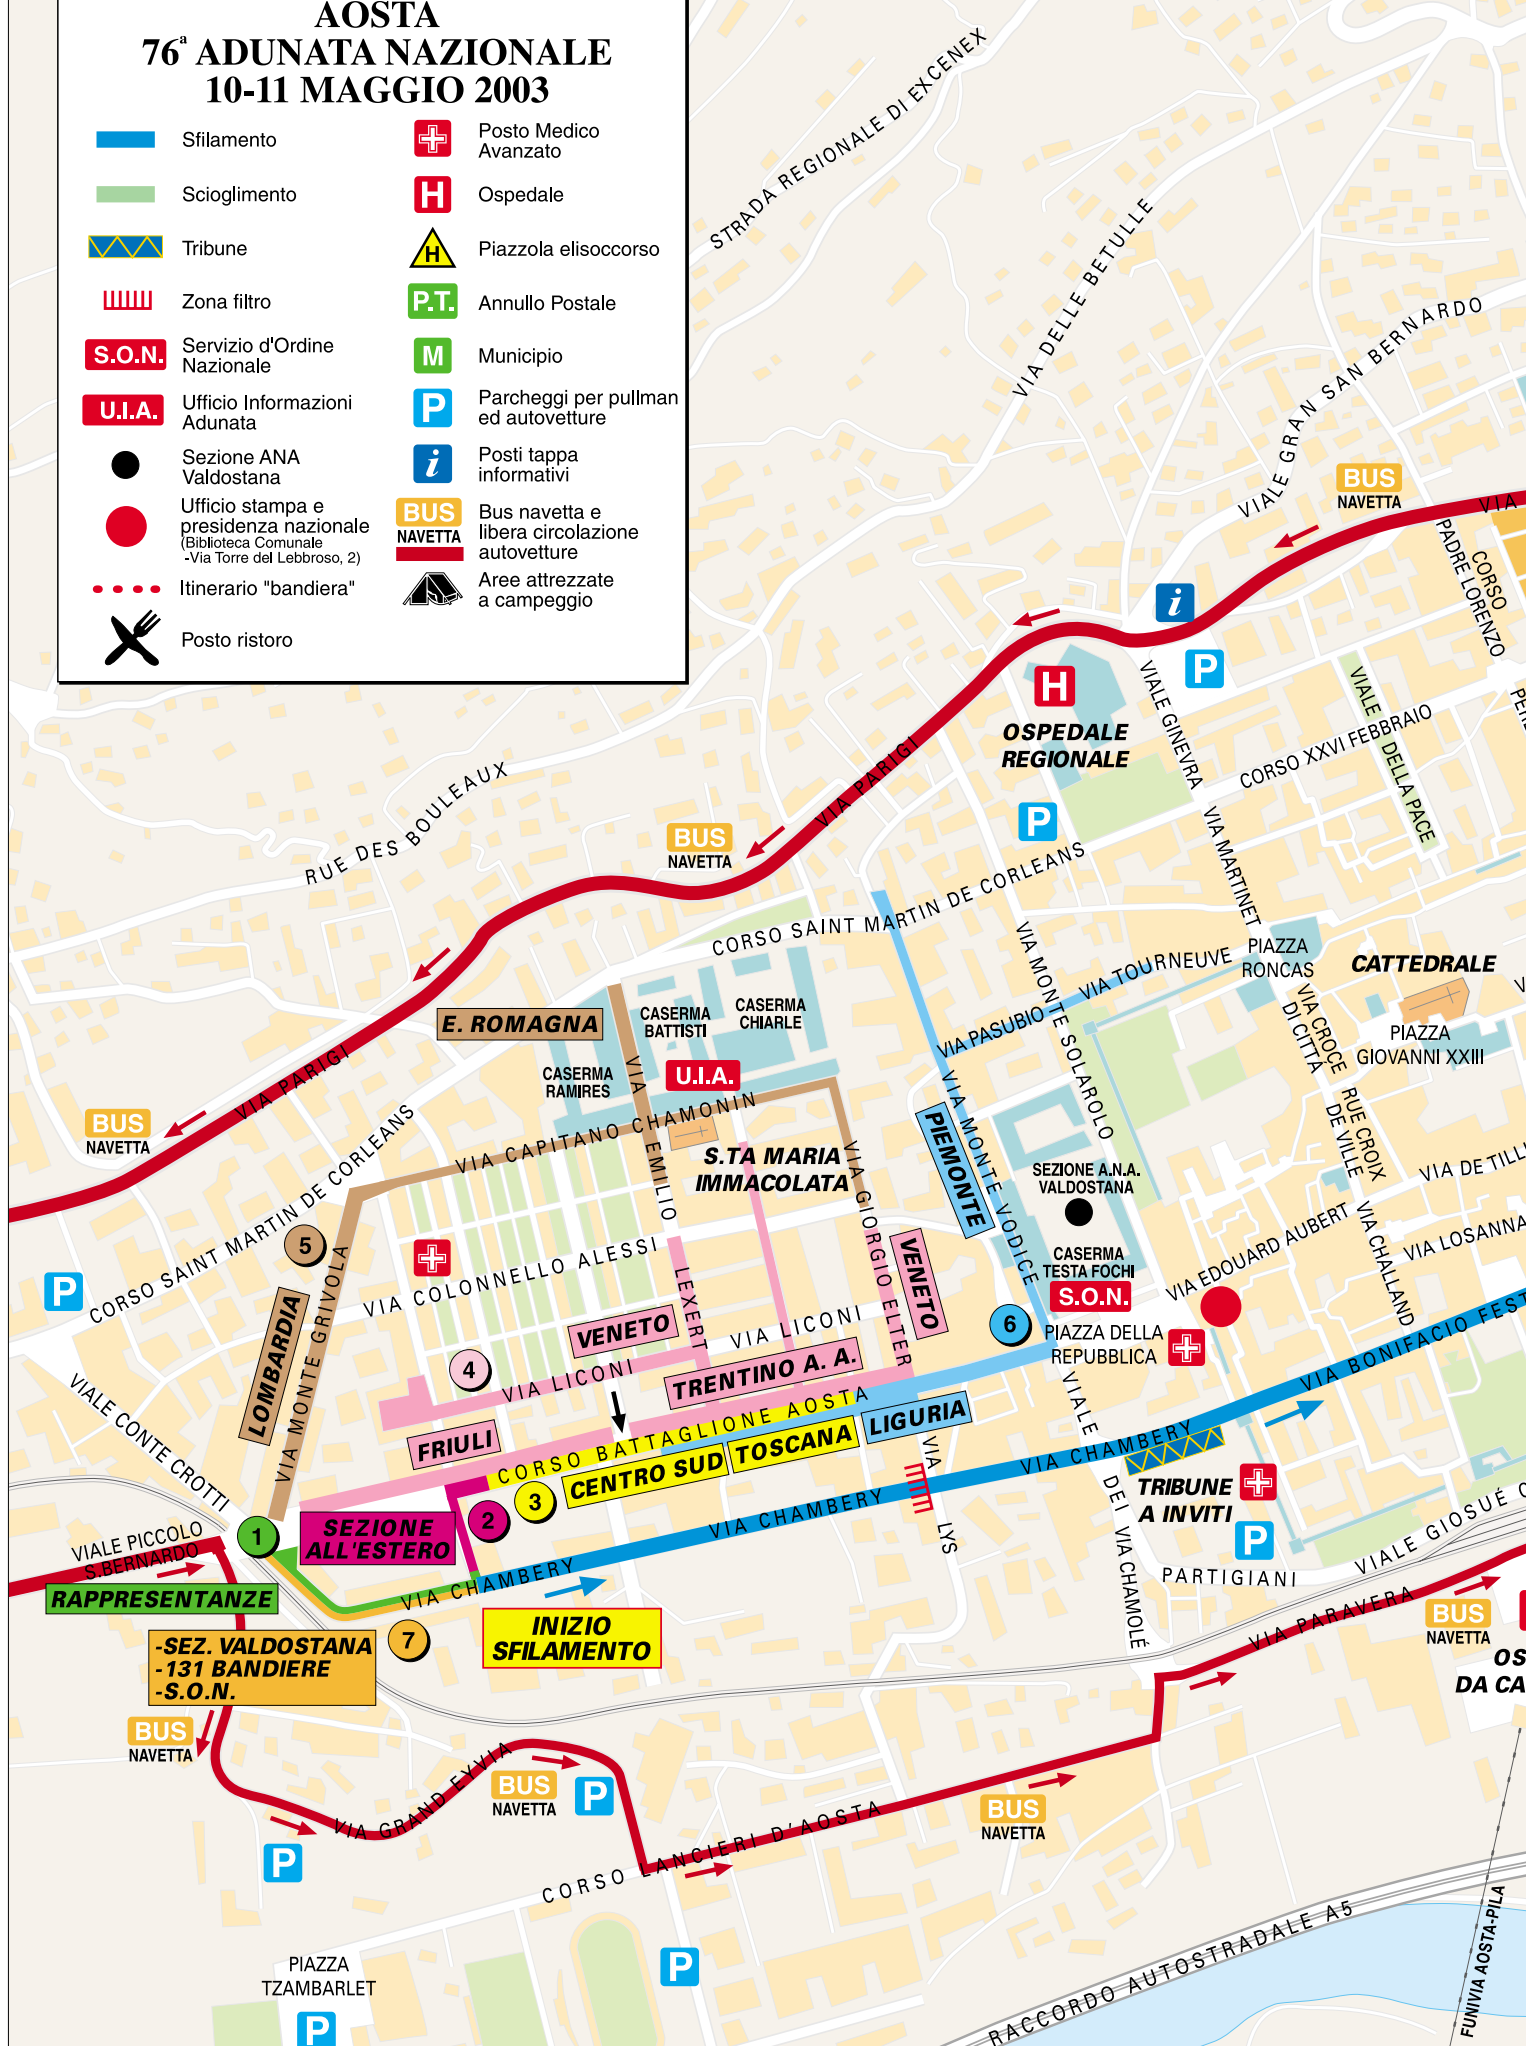 AOSTA
76ª ADUNATA NAZIONALE
10-11 MAGGIO 2003
Sfilamento
Scioglimento
Tribune
Zona filtro
S.O.N.
Servizio d'Ordine
Nazionale
U.I.A.
Ufficio Informazioni
Adunata
Sezione ANA
Valdostana
Ufficio stampa e
presidenza nazionale
(Biblioteca Comunale
-Via Torre del Lebbroso, 2)
Itinerario "bandiera"
Posto ristoro
Posto Medico
Avanzato
H
Ospedale
H
Piazzola elisoccorso
P.T.
Annullo Postale
M
Municipio
P
Parcheggi per pullman
ed autovetture
i
Posti tappa
informativi
BUS
NAVETTA
Bus navetta e
libera circolazione
autovetture
Aree attrezzate
a campeggio
STRADA REGIONALE DI EXCENEX
VIA DELLE BETULLE
VIALE GRAN SAN BERNARDO
BUS
NAVETTA
VIA
PADRE LORENZO
CORSO
i
P
H
OSPEDALE
REGIONALE
VIALE GINEVRA
VIALE DELLA PACE
CORSO XXVI FEBBRAIO
P
VIA PARIGI
RUE DES BOULEAUX
BUS
NAVETTA
VIA MARTINET
CORSO SAINT MARTIN DE CORLEANS
VIA MONTE SOLAROLO
VIA TOURNEUVE
PIAZZA
RONCAS
CATTEDRALE
PIAZZA
GIOVANNI XXIII
VIA CROCE
DI CITTÀ
E. ROMAGNA
CASERMA
BATTISTI
CASERMA
CHIARLE
CASERMA
RAMIRES
U.I.A.
VIA PASUBIO
VIA PARIGI
BUS
NAVETTA
VIA CAPITANO CHAMONIN
VIA EMILIO LEXERT
S.TA MARIA
IMMACOLATA
VIA GIORGIO ELTER
VIA MONTE VODICE
PIEMONTE
SEZIONE A.N.A.
VALDOSTANA
RUE CROIX
DE VILLE
VIA DE TILL
VIA EDOUARD AUBERT
VIA CHALLAND
VIA LOSANNA
CORSO SAINT MARTIN DE CORLEANS
P
5
VIA COLONNELLO ALESSI
VENETO
VENETO
VIA LICONI
CASERMA
TESTA FOCHI
S.O.N.
6
PIAZZA DELLA
REPUBBLICA
VIA BONIFACIO FEST
LOMBARDIA
VIA MONTE GRIVOLA
4
VIA LICONI
TRENTINO A. A.
VIALE CONTE CROTTI
FRIULI
CORSO BATTAGLIONE AOSTA
LIGURIA
TOSCANA
CENTRO SUD
3
2
SEZIONE
ALL'ESTERO
1
VIALE PICCOLO
S.BERNARDO
RAPPRESENTANZE
VIA CHAMBERY
VIA CHAMBERY
VIA CHAMBERY
VIA LYS
VIALE DEI PARTIGIANI
VIA CHAMOLÉ
TRIBUNE
A INVITI
P
VIALE GIOSUÉ C
7
INIZIO
SFILAMENTO
-SEZ. VALDOSTANA
-131 BANDIERE
-S.O.N.
BUS
NAVETTA
VIA PARAVERA
BUS
NAVETTA
OS
DA CA
VIA GRAND EYVIA
BUS
NAVETTA
P
P
BUS
NAVETTA
CORSO LANCIERI D'AOSTA
P
PIAZZA
TZAMBARLET
P
RACCORDO AUTOSTRADALE A5
FUNIVIA AOSTA-PILA